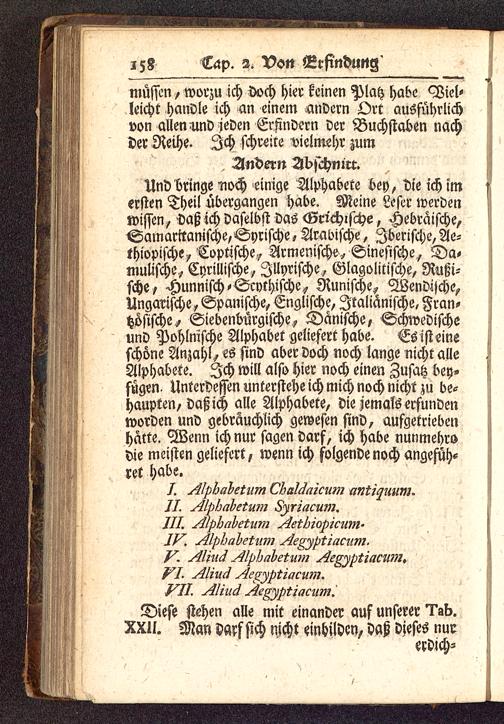 158 Cap. 2. Von Erfindung
müssen, worzu ich doch hier keinen Platz habe Viel-
leicht handle ich an einem andern Ort ausführlich
von allen und jeden Erfindern der Buchstaben nach
der Reihe. Ich schreite vielmehr zum
Andern Abschnitt.
Und bringe noch einige Alphabete bey, die ich im
ersten Theil übergangen habe. Meine Leser werden
wissen, daß ich daselbst das Grichische, Hebräische,
Samaritanische, Syrische, Arabische, Iberische, Ae-
thiopische, Coptische, Armenische, Sinesische, Da-
mulische, Cyrillische, Illyrische, Glagolitische, Rußi-
sche, Hunnisch-Scythische, Runische, Wendische,
Ungarische, Spanische, Englische, Italiänische, Fran-
tzösische, Siebenbürgische, Dänische, Schwedische
und Pohlnische Alphabet geliefert habe. Es ist eine
schöne Anzahl, es sind aber doch noch lange nicht alle
Alphabete. Ich will also hier noch einen Zusatz bey-
fügen. Unterdessen unterstehe ich mich noch nicht zu be-
haupten, daß ich alle Alphabete, die jemals erfunden
worden und gebräuchlich gewesen sind, aufgetrieben
hätte. Wenn ich nur sagen darf, ich habe nunmehro
die meisten geliefert, wenn ich folgende noch angefüh-
ret habe.
I. Alphabetum Chaldaicum antiquum.
II. Alphabetum Syriacum.
III. Alphabetum Aethiopicum.
IV. Alphabetum Aegyptiacum.
V. Aliud Alphabetum Aegyptiacum.
VI. Aliud Aegyptiacum.
VII. Aliud Aegyptiacum.
Diese stehen alle mit einander auf unserer Tab.
XXII. Man darf sich nicht einbilden, daß dieses nur
erdich-